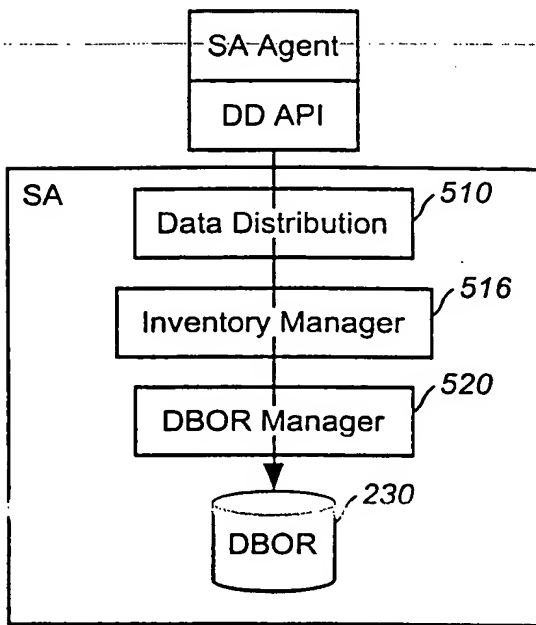 SA Agent
DD API
SA
510
Data Distribution
516
Inventory Manager
520
DBOR Manager
230
DBOR